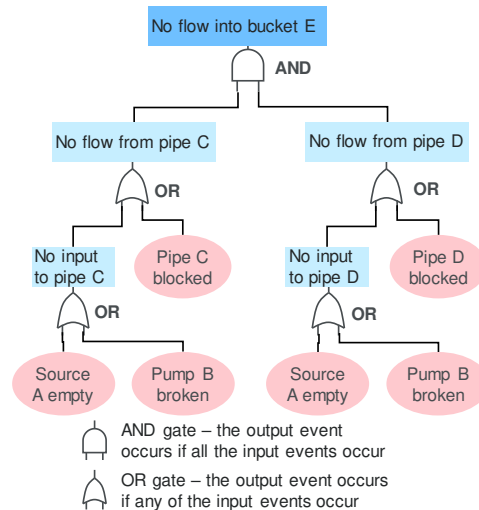 No flow into bucket E
AND
No flow from pipe C
No flow from pipe D
OR
OR
No input
to pipe C
Pipe C
blocked
No input
to pipe D
Pipe D
blocked
OR
OR
Source
A empty
Pump B
broken
Source
A empty
Pump B
broken
AND gate – the output event
occurs if all the input events occur
OR gate – the output event occurs
if any of the input events occur